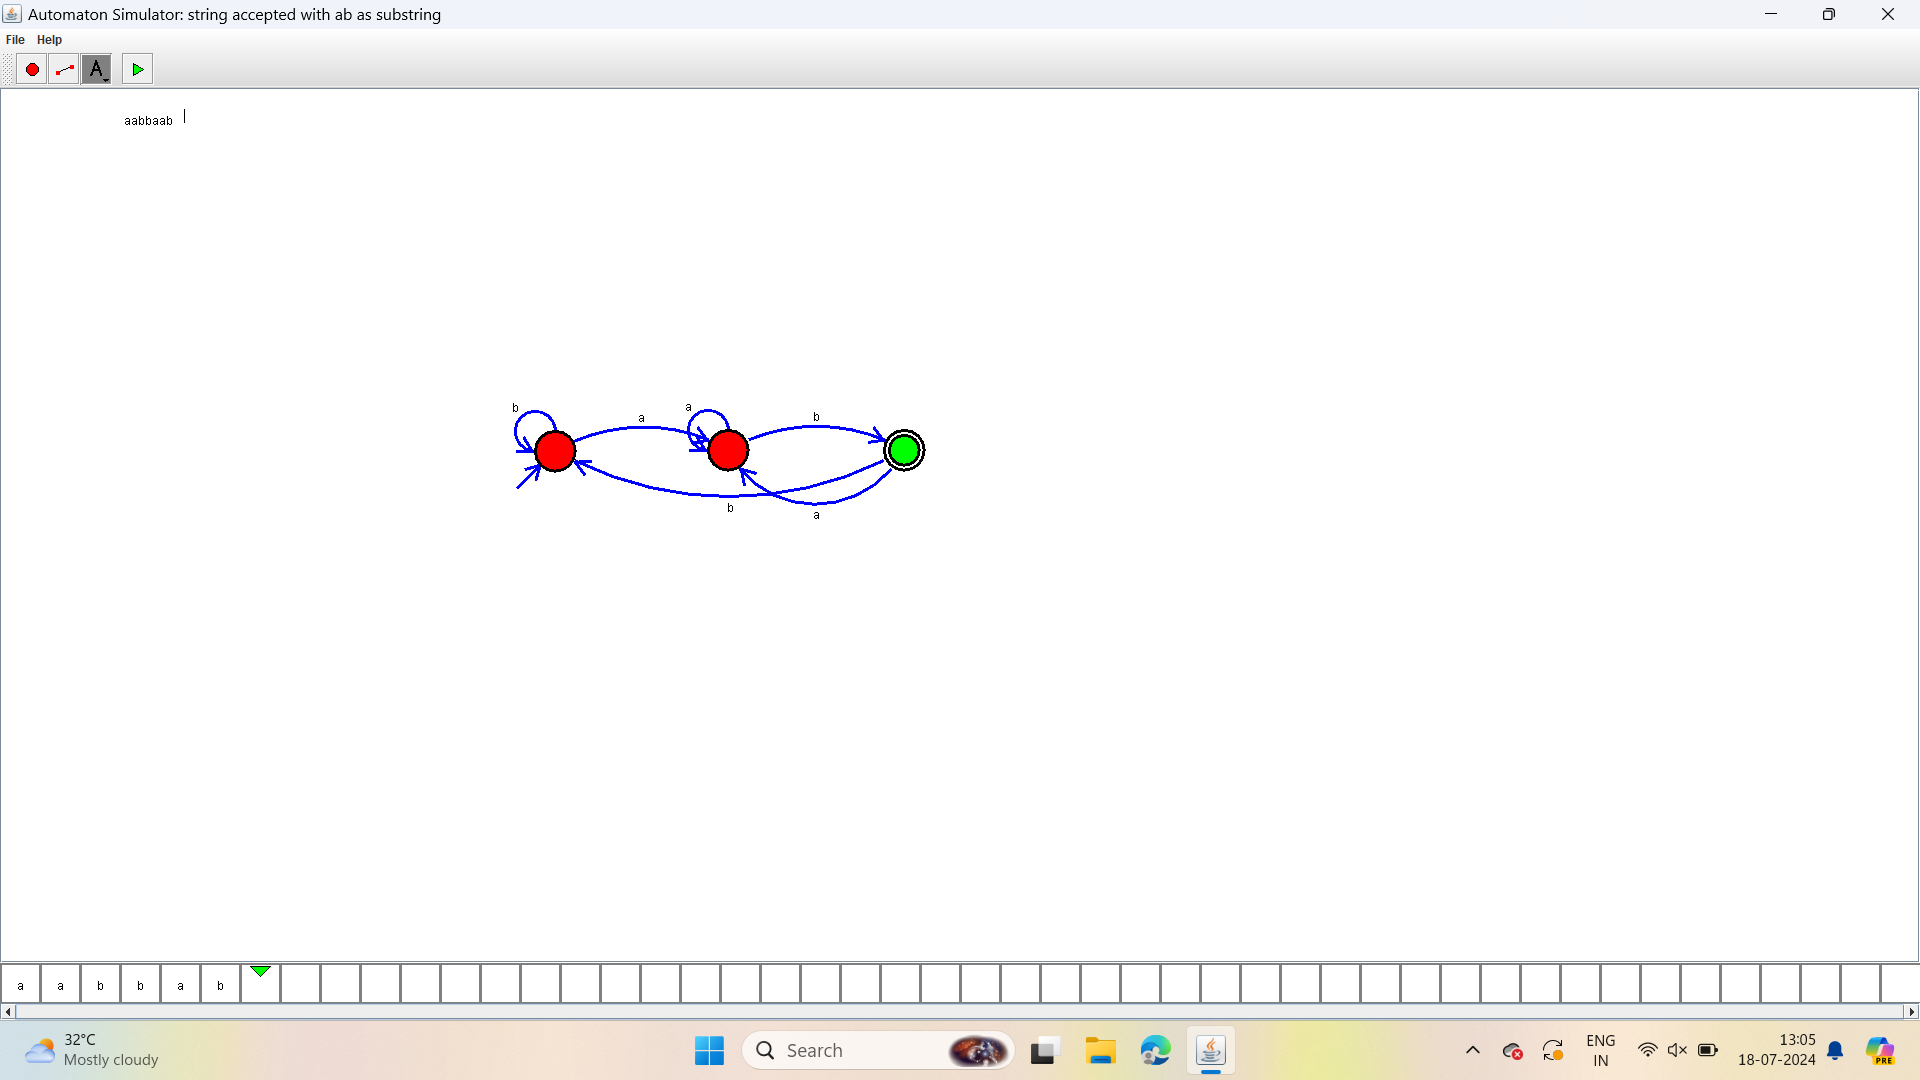 Automaton Simulator: string accepted with ab as substring
File Help
A
aabbaab
b a a b
b a
a a b b a b
32°C
Mostly cloudy
Search
ENG
IN
13:05
18-07-2024
PRE